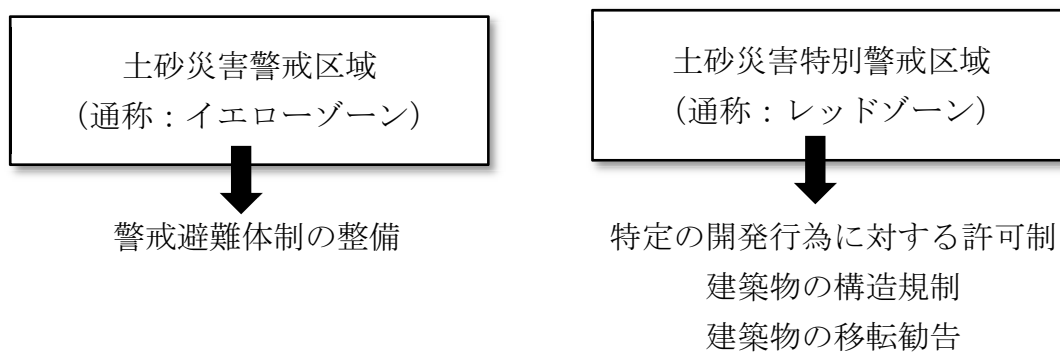 土砂災害警戒区域
（通称：イエローゾーン）
警戒避難体制の整備
土砂災害特別警戒区域
（通称：レッドゾーン）
特定の開発行為に対する許可制
建築物の構造規制
建築物の移転勧告